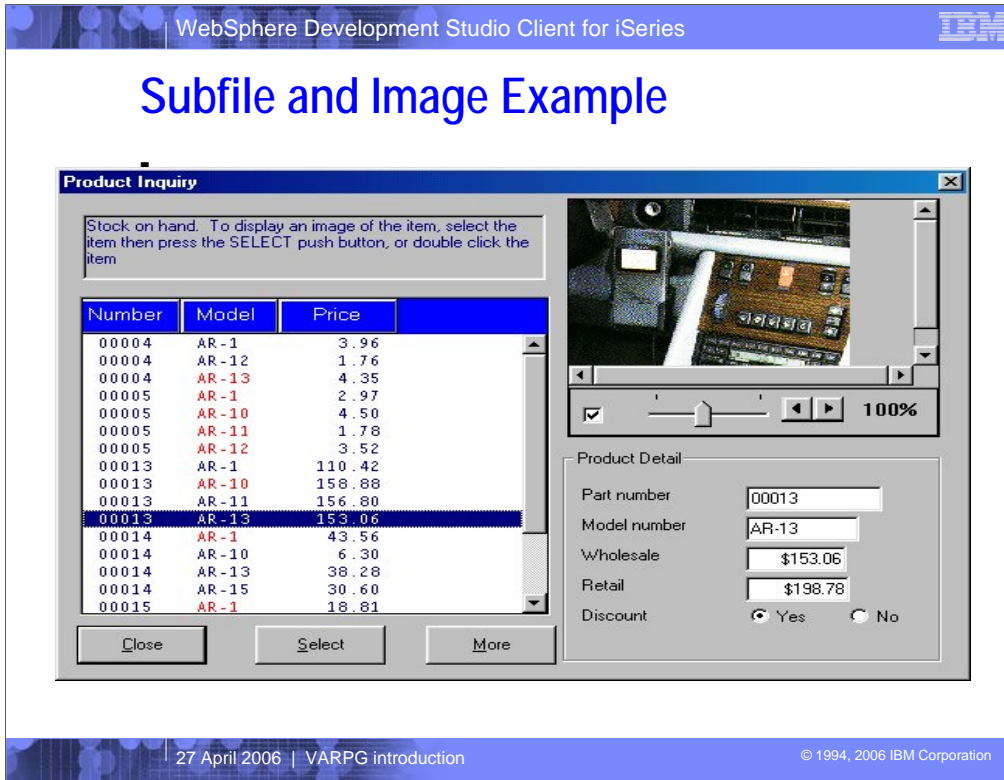 WebSphere Development Studio Client for iSeries
IBM
Subfile and Image Example
Product Inquiry
Stock on hand.  To display an image of the item, select the
item then press the SELECT push button, or double click the
item
Number Model Price
00004 AR-1 3.96
00004 AR-12 1.76
00004 AR-13 4.35
00005 AR-1 2.97
00005 AR-10 4.50
00005 AR-11 1.78
00005 AR-12 3.52
00013 AR-1 110.42
00013 AR-10 158.88
00013 AR-11 156.80
00013 AR-13 153.06
00014 AR-1 43.56
00014 AR-10 6.30
00014 AR-13 38.28
00014 AR-15 30.60
00015 AR-1 18.81
Close Select More
100%
Product Detail
Part number 00013
Model number AR-13
Wholesale $153.06
Retail $198.78
Discount Yes No
27 April 2006 | VARPG introduction
© 1994, 2006 IBM Corporation